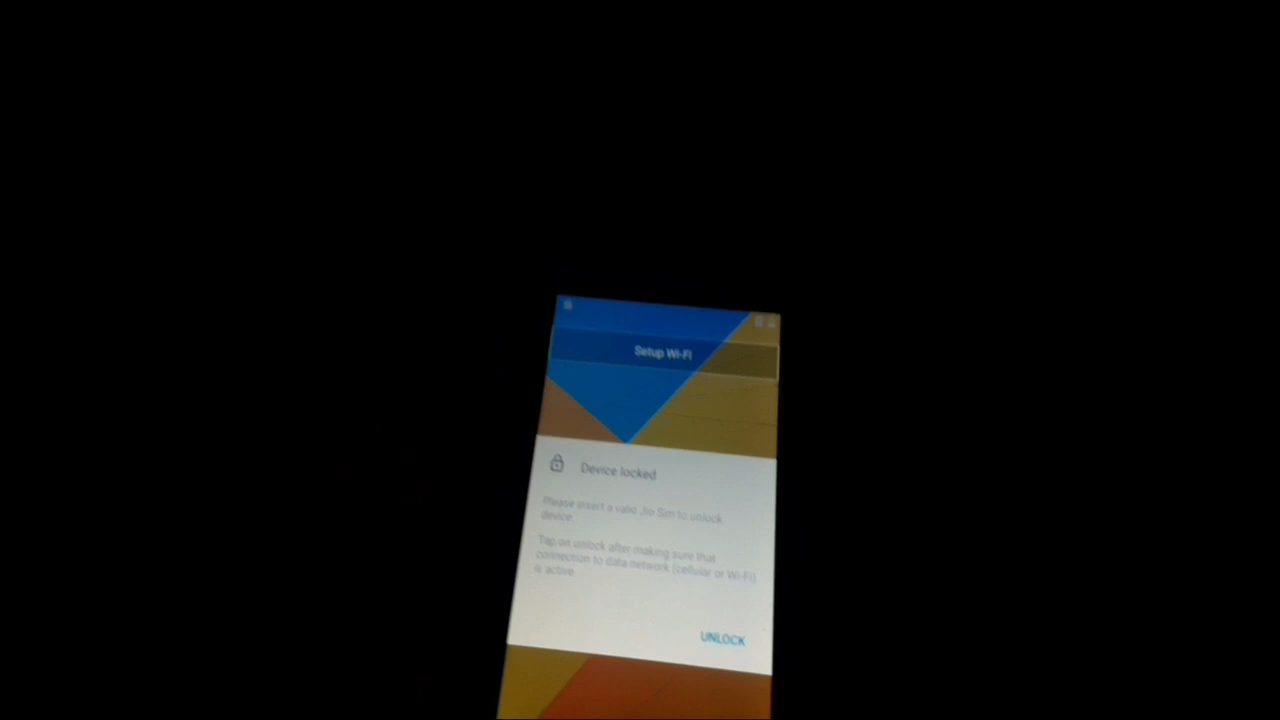 Setup Wi-Fi
Device locked
Please insert a valid Jio Sim to unlock
device.
Tap on unlock after making sure that
connection to data network (cellular or Wi-Fi)
is active.
UNLOCK